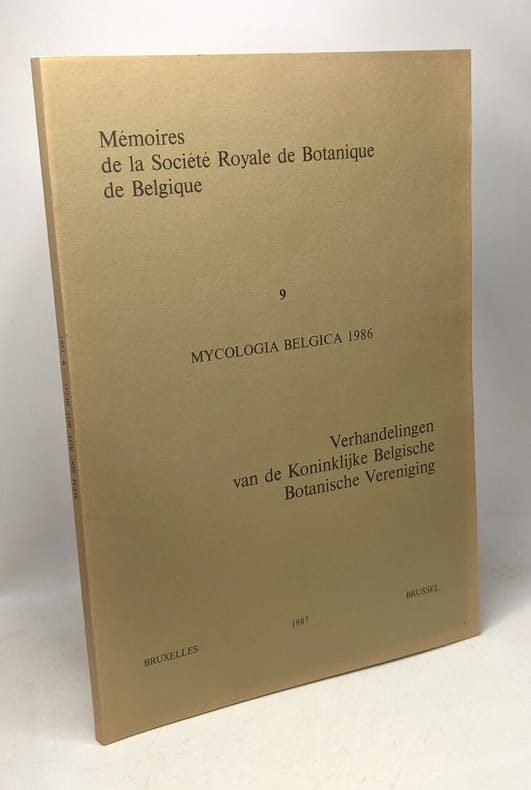 Mémoires
de la Société Royale de Botanique
de Belgique
9
MYCOLOGIA BELGICA 1986
Verhandelingen
van de Koninklijke Belgische
Botanische Vereniging
BRUXELLES
1987
BRUSSEL